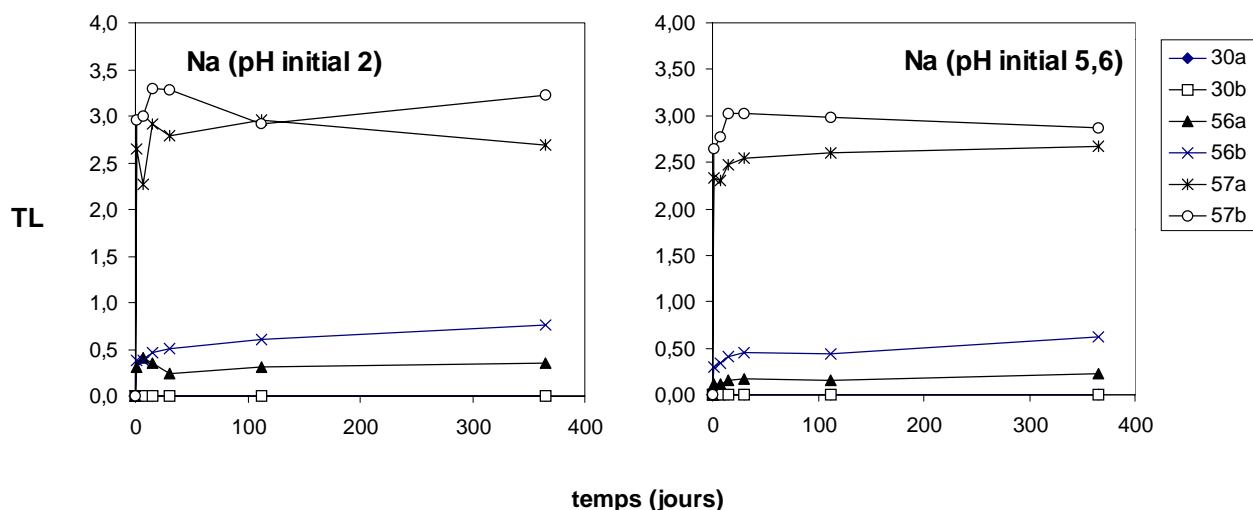 Na (pH initial 2)
4,0
3,5
3,0
2,5
2,0
1,5
1,0
0,5
0,0
0
100
200
300
400
TL
Na (pH initial 5,6)
4,00
3,50
3,00
2,50
2,00
1,50
1,00
0,50
0,00
0
100
200
300
400
30a
30b
56a
56b
57a
57b
temps (jours)